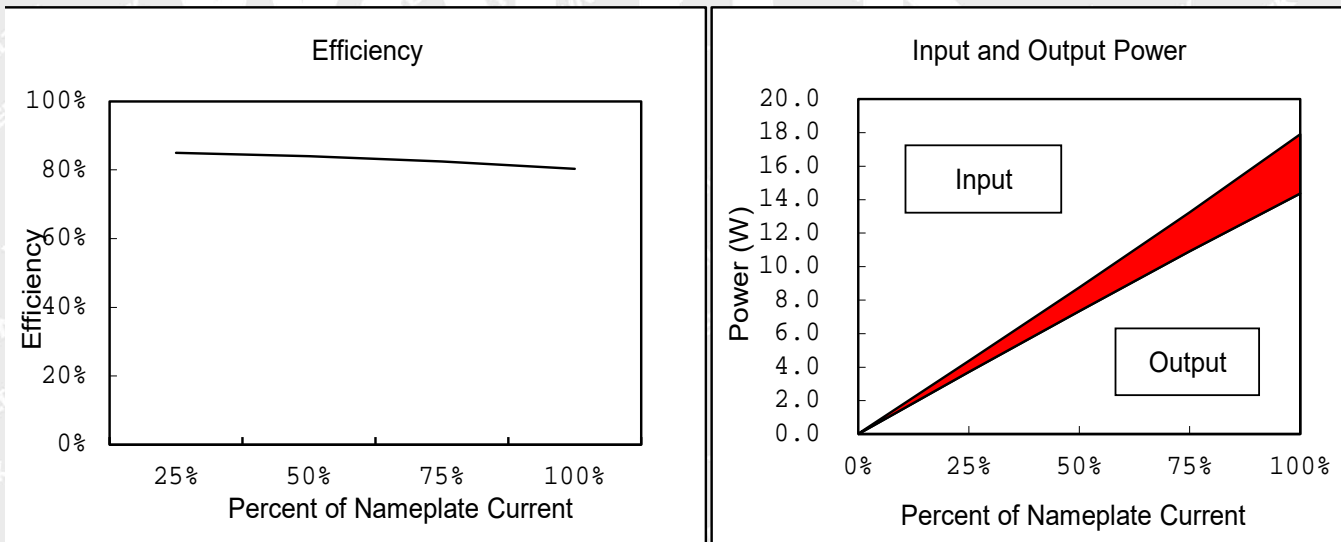 Efficiency
100%
80%
60%
40%
20%
0%
Efficiency
25% 50% 75% 100%
Percent of Nameplate Current
Input and Output Power
20.0
18.0
16.0
14.0
12.0
10.0
8.0
6.0
4.0
2.0
0.0
Power (W)
Input
Output
0% 25% 50% 75% 100%
Percent of Nameplate Current